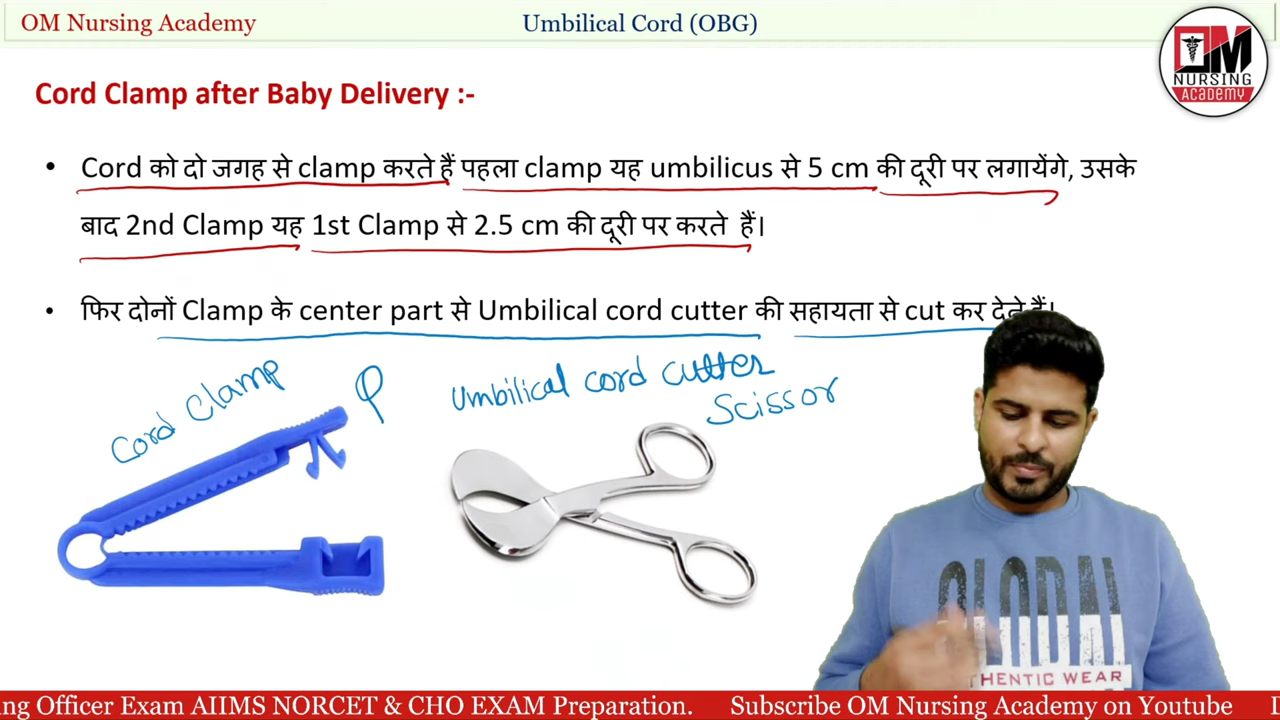 OM Nursing Academy
Umbilical Cord (OBG)
OM
NURSING
ACADEMY
Cord Clamp after Baby Delivery :-
• Cord को दो जगह से clamp करते हैं पहला clamp यह umbilicus से 5 cm की दूरी पर लगायेंगे, उसके
बाद 2nd Clamp यह 1st Clamp से 2.5 cm की दूरी पर करते हैं।
• फिर दोनों Clamp के center part से Umbilical cord cutter की सहायता से cut कर देते हैं।
Cord Clamp
Umbilical cord cutter
Scissor
THENTIC WEAR
ng Officer Exam AIIMS NORCET & CHO EXAM Preparation. Subscribe OM Nursing Academy on Youtube